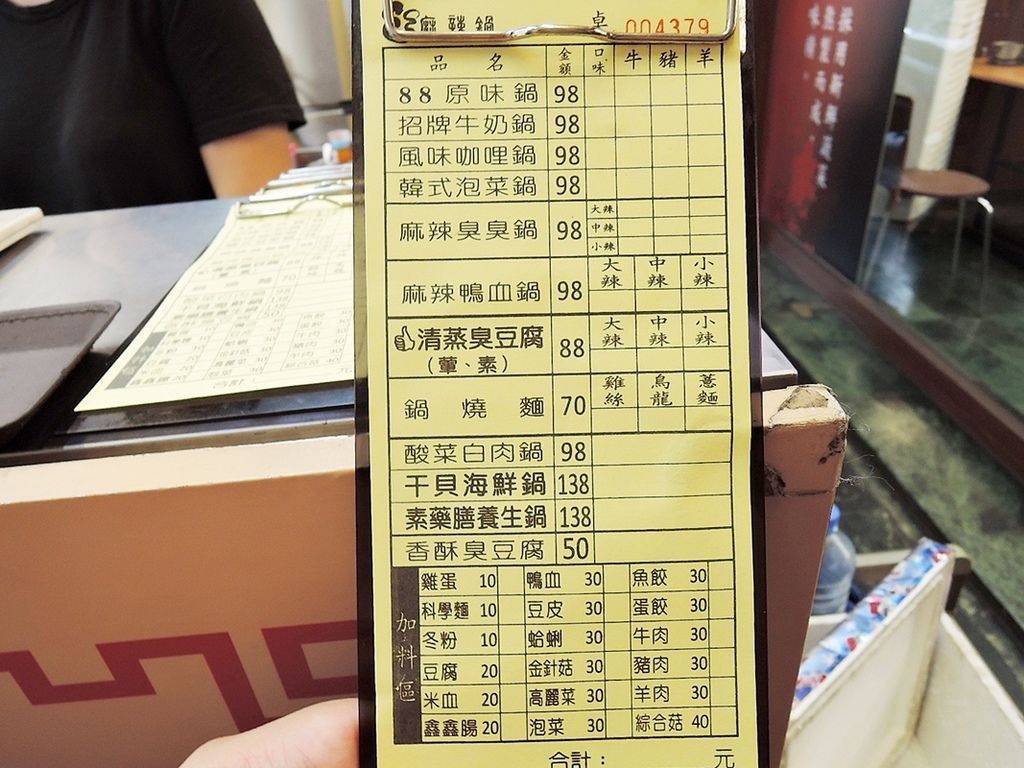 麻辣鍋 卓 004379
品名 金額 口味 牛 豬 羊
88原味鍋 98
招牌牛奶鍋 98
風味咖哩鍋 98
韓式泡菜鍋 98
麻辣臭臭鍋 98 大辣 中辣 小辣
麻辣鴨血鍋 98 大辣 中辣 小辣
清蒸臭豆腐 (葷、素) 88 大辣 中辣 小辣
鍋燒麵 70 雞絲 烏龍 薏麵
酸菜白肉鍋 98
干貝海鮮鍋 138
素藥膳養生鍋 138
香酥臭豆腐 50
加料區
雞蛋 10 鴨血 30 魚餃 30
科學麵 10 豆皮 30 蛋餃 30
冬粉 10 蛤蜊 30 牛肉 30
豆腐 20 金針菇 30 豬肉 30
米血 20 高麗菜 30 羊肉 30
鑫鑫腸 20 泡菜 30 綜合菇 40
合計： 元